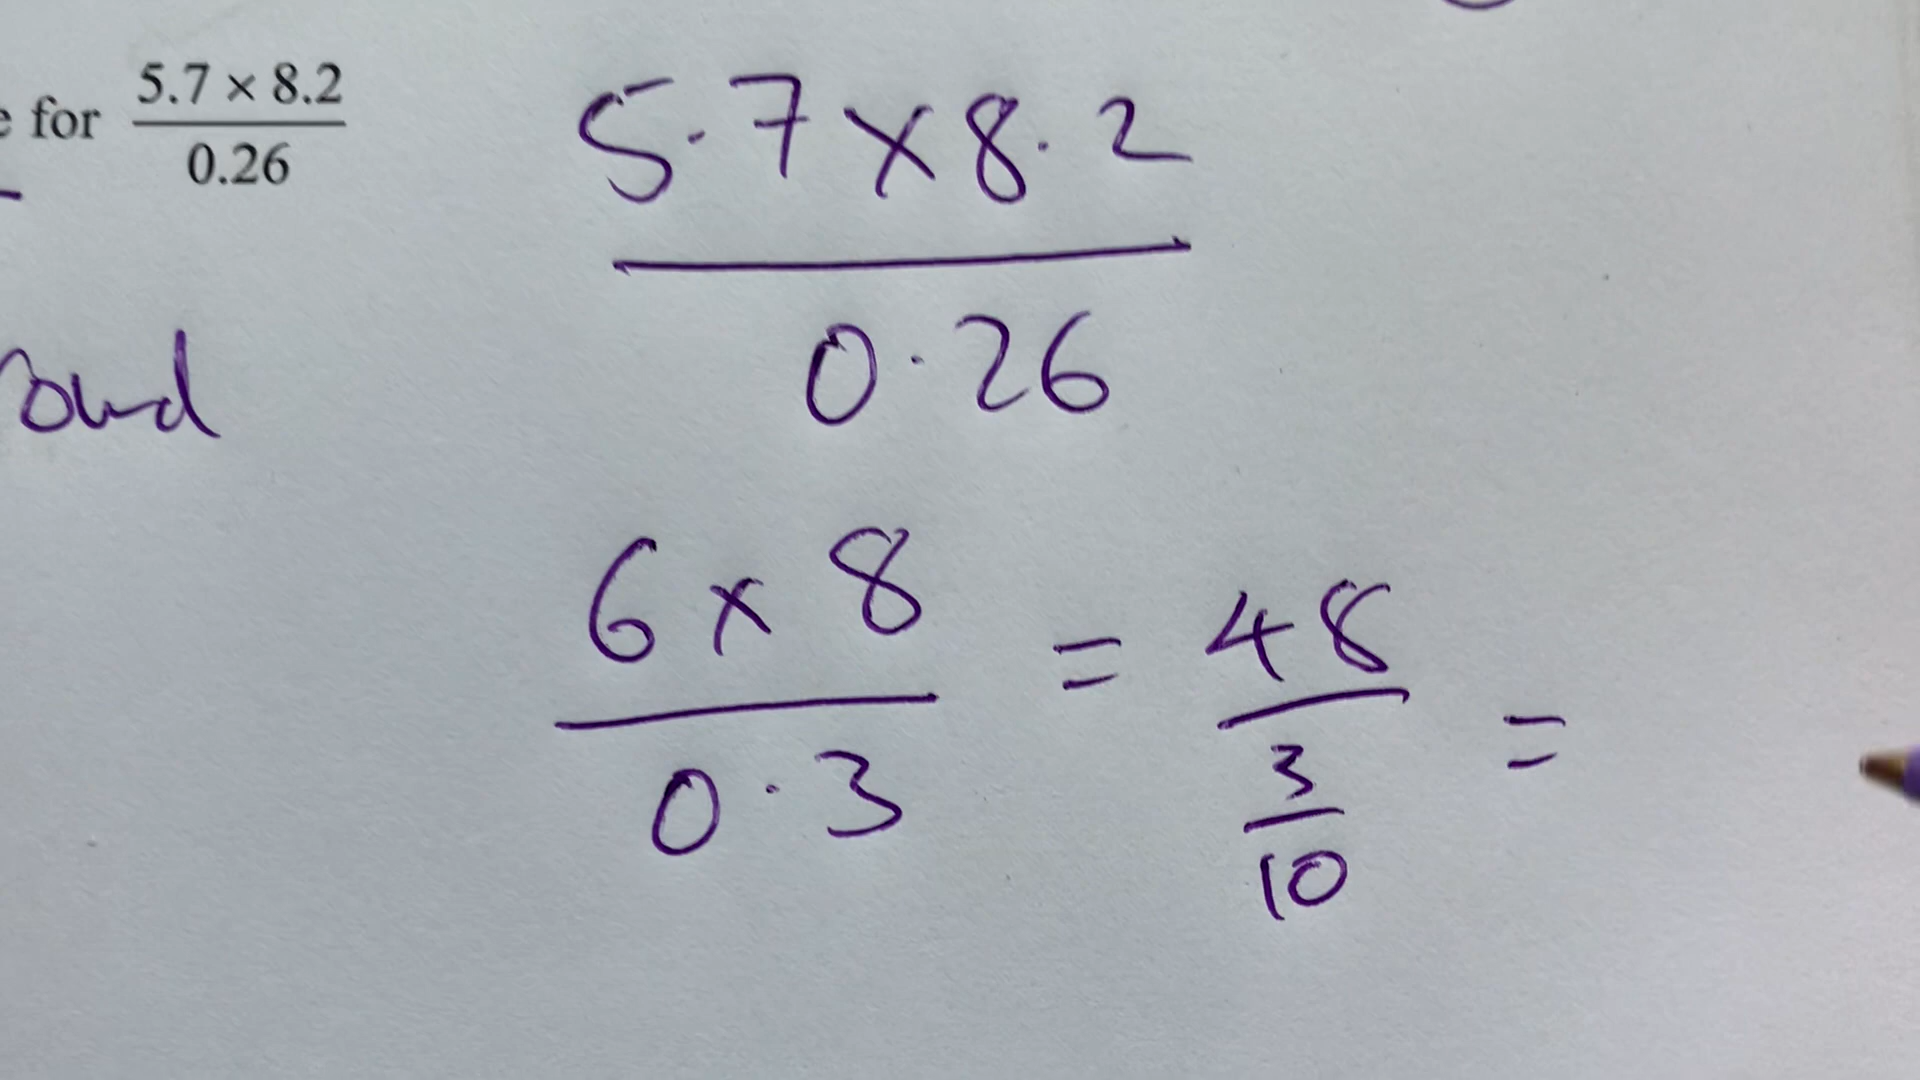 for 5.7 × 8.2
0.26
5.7 × 8.2
0.26
6 × 8 = 48 =
0.3 3
10